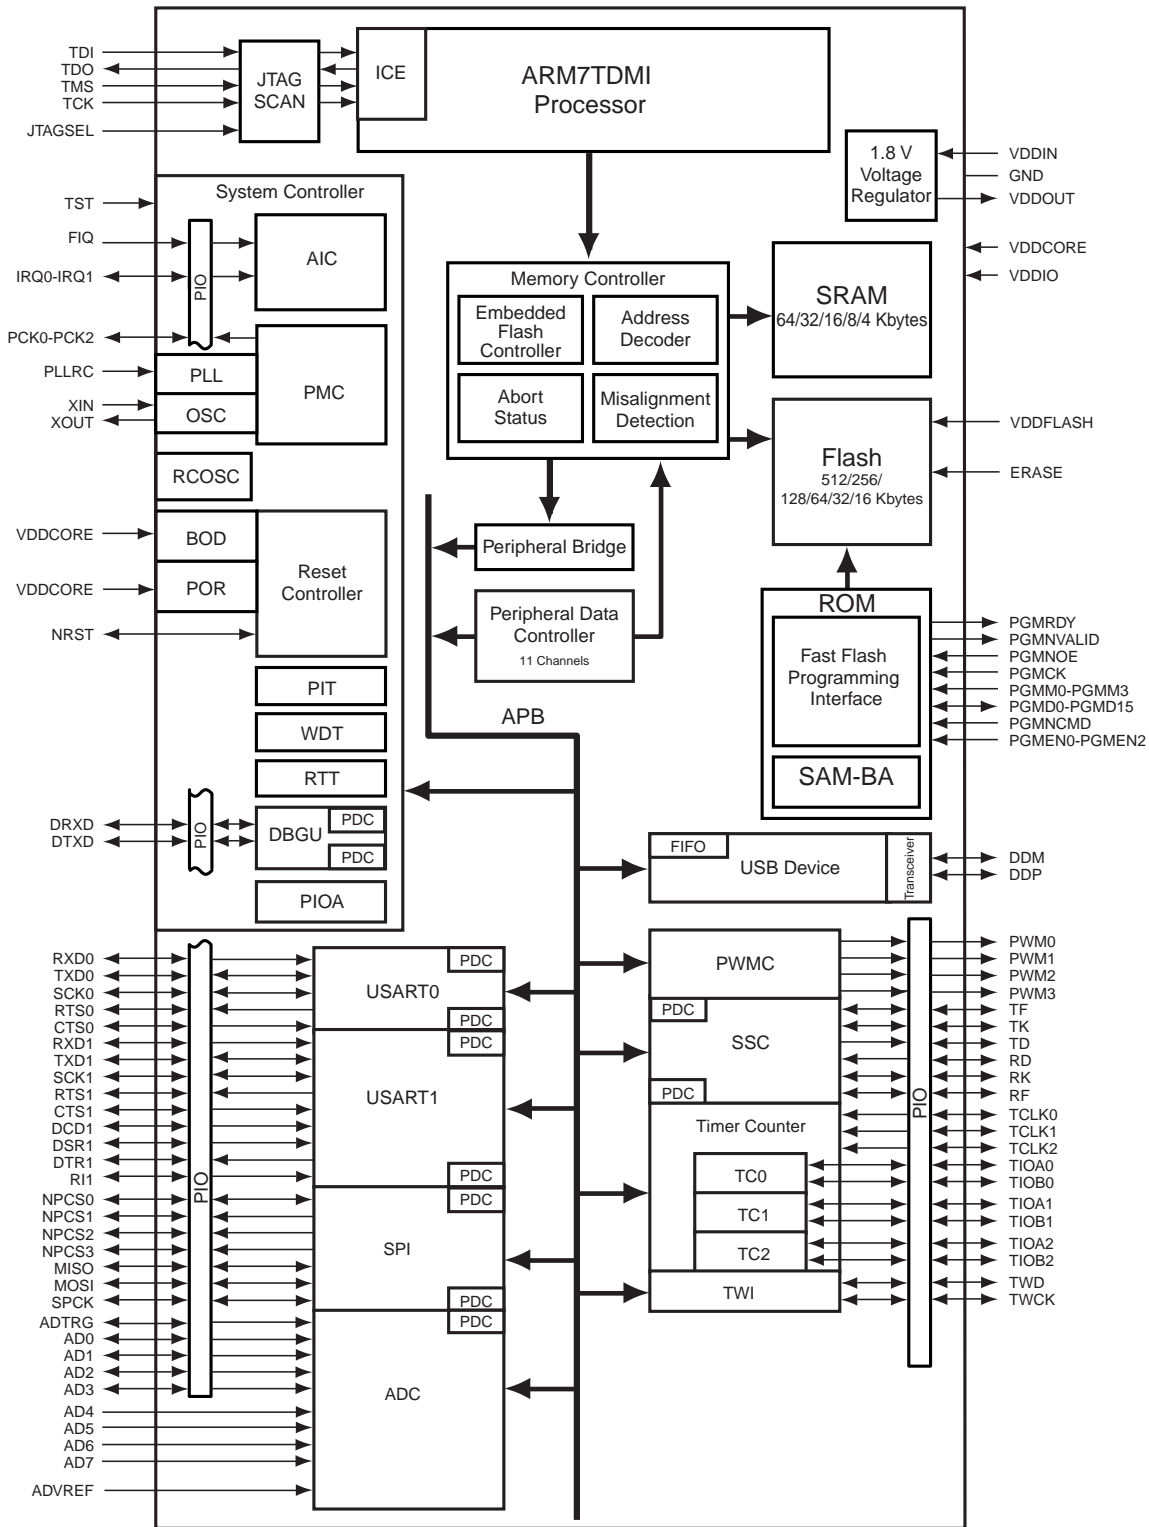 TDI
TDO
TMS
TCK
JTAGSEL
JTAG
SCAN
ICE
ARM7TDMI
Processor
1.8 V
Voltage
Regulator
VDDIN
GND
VDDOUT
VDDCORE
VDDIO
System Controller
TST
FIQ
IRQ0-IRQ1
PIO
AIC
PCK0-PCK2
PLLRC
XIN
XOUT
PLL
OSC
PMC
RCOSC
VDDCORE
VDDCORE
NRST
BOD
POR
Reset
Controller
PIT
WDT
RTT
DRXD
DTXD
PIO
DBGU
PDC
PDC
PIOA
Memory Controller
Embedded
Flash
Controller
Address
Decoder
Abort
Status
Misalignment
Detection
SRAM
64/32/16/8/4 Kbytes
Flash
512/256/
128/64/32/16 Kbytes
VDDFLASH
ERASE
Peripheral Bridge
Peripheral Data
Controller
11 Channels
APB
ROM
Fast Flash
Programming
Interface
SAM-BA
PGMRDY
PGMNVALID
PGMNOE
PGMCK
PGMM0-PGMM3
PGMD0-PGMD15
PGMNCMD
PGMEN0-PGMEN2
FIFO
USB Device
Transceiver
DDM
DDP
RXD0
TXD0
SCK0
RTS0
CTS0
RXD1
TXD1
SCK1
RTS1
CTS1
DCD1
DSR1
DTR1
RI1
NPCS0
NPCS1
NPCS2
NPCS3
MISO
MOSI
SPCK
ADTRG
AD0
AD1
AD2
AD3
AD4
AD5
AD6
AD7
ADVREF
PIO
PDC
USART0
PDC
PDC
USART1
PDC
PDC
SPI
PDC
PDC
ADC
PWMC
PDC
SSC
PDC
Timer Counter
TC0
TC1
TC2
TWI
PIO
PWM0
PWM1
PWM2
PWM3
TF
TK
TD
RD
RK
RF
TCLK0
TCLK1
TCLK2
TIOA0
TIOB0
TIOA1
TIOB1
TIOA2
TIOB2
TWD
TWCK